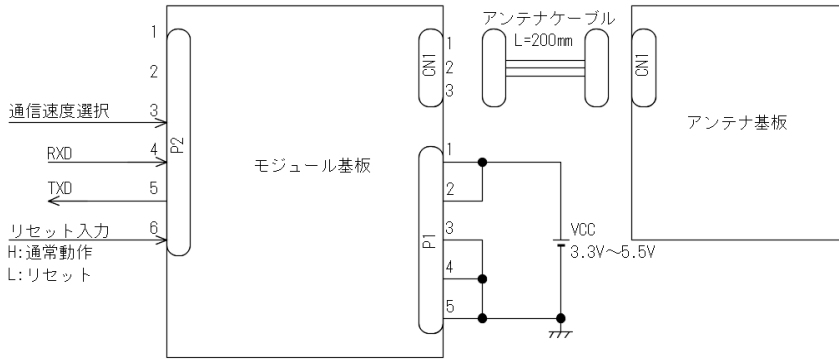 アンテナケーブル
L=200mm
1
2
3
4
5
6
通信速度選択
RXD
TXD
リセット入力
H:通常動作
L:リセット
P2
モジュール基板
CN1
1
2
3
P1
1
2
3
4
5
VCC
3.3V～5.5V
CN1
アンテナ基板